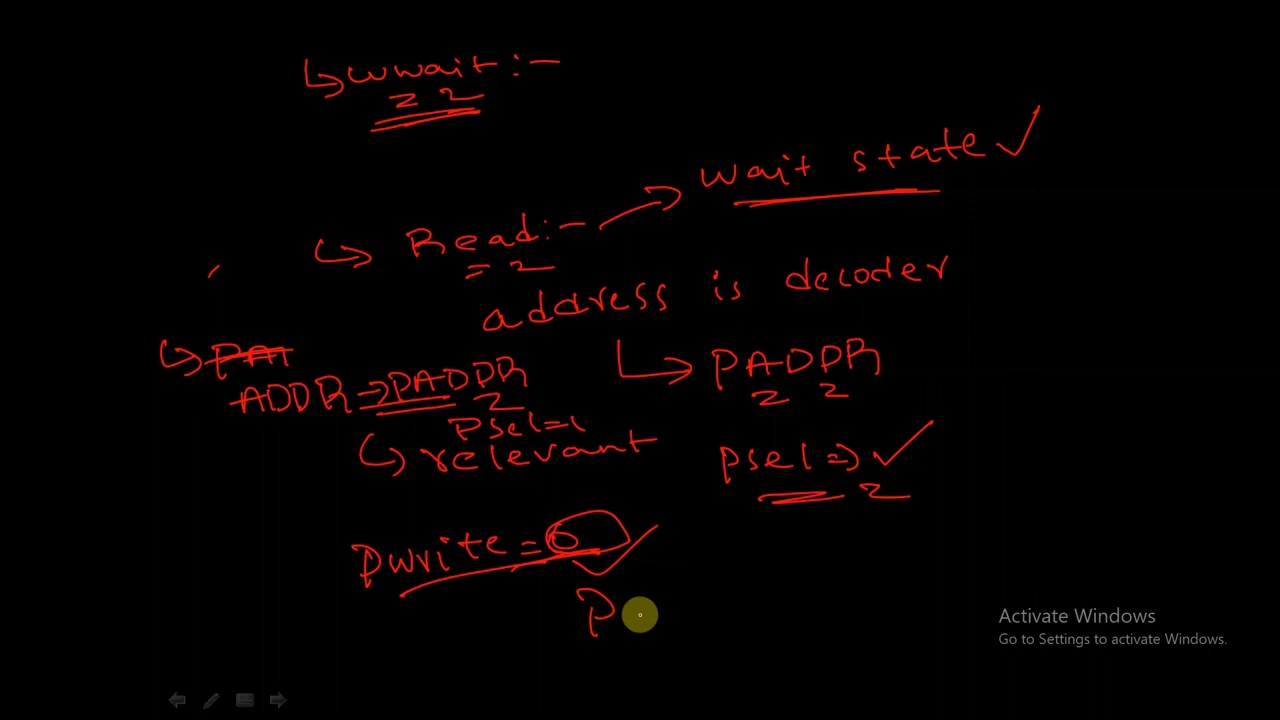 ↳ wwait :-
wait state ✓
↳ Read :- →
address is decoder
↳ PADDR
ADDR ⇒ PADDR
psel=1
↳ relevant
psel ⇒ ✓
pwrite = 0
P
Activate Windows
Go to Settings to activate Windows.